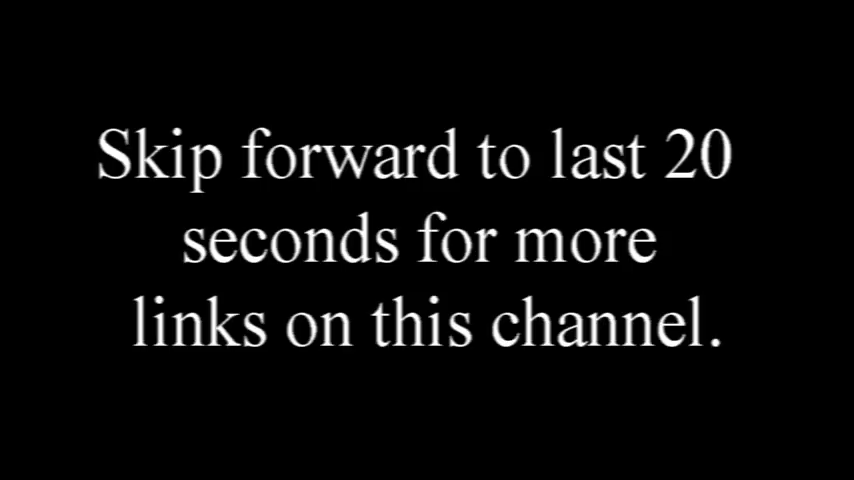 Skip forward to last 20
seconds for more
links on this channel.